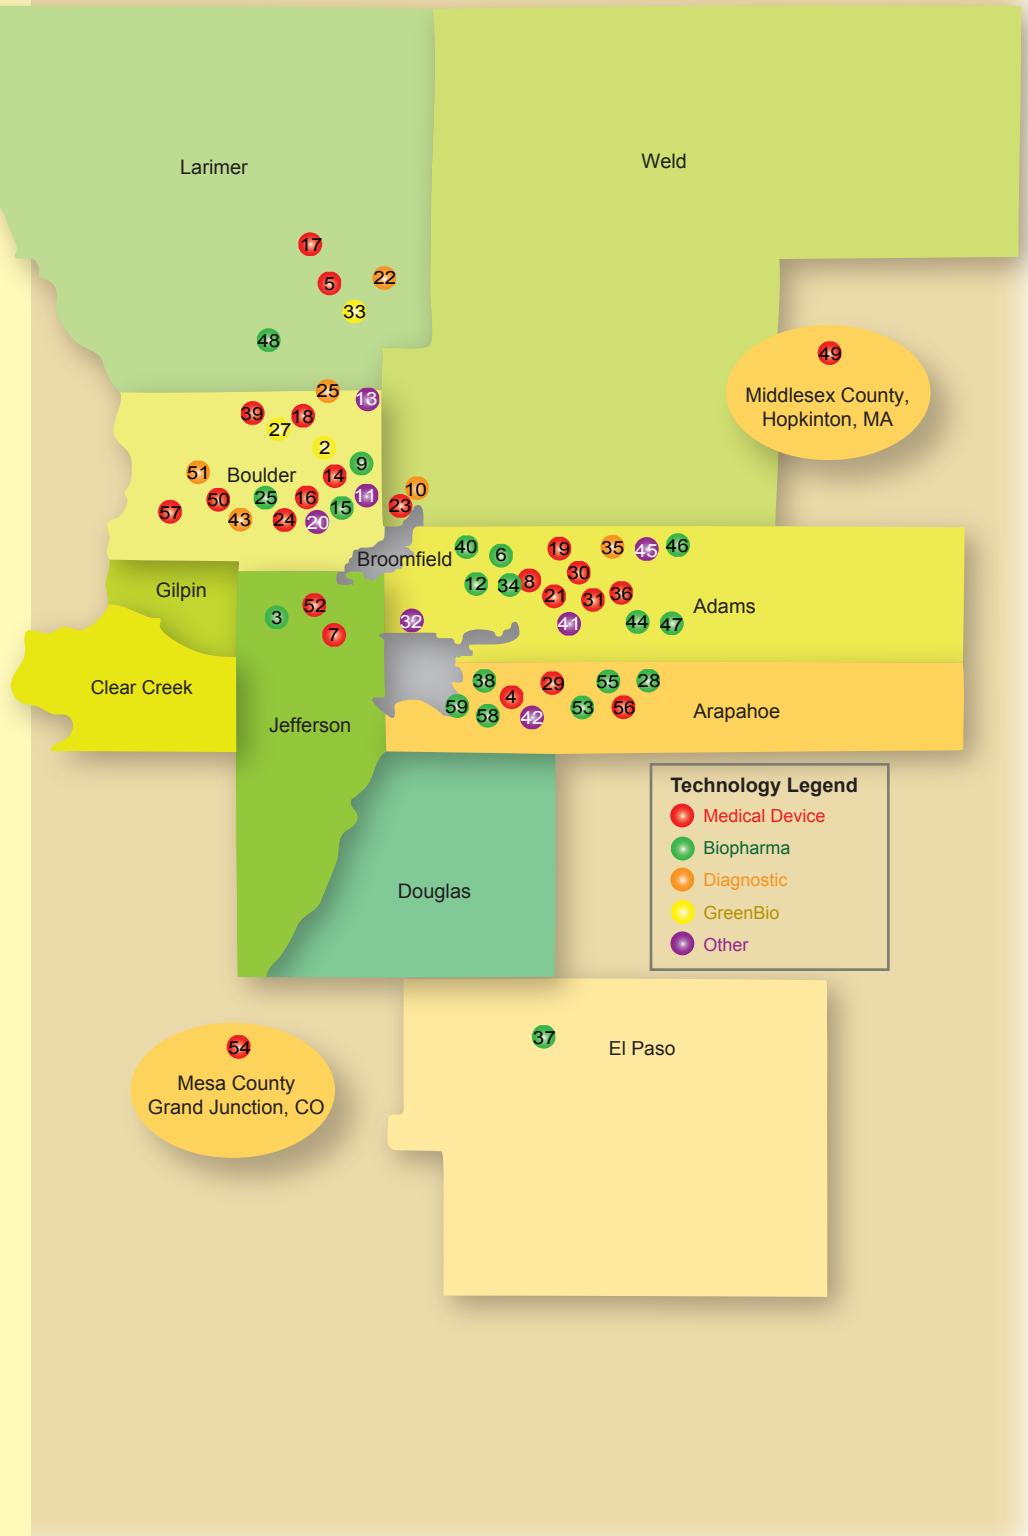 Larimer
Weld
17
5
22
33
48
49
Middlesex County,
Hopkinton, MA
25
13
39
18
27
2
9
51
Boulder
14
10
57
50
25
16
15
11
23
43
24
20
Broomfield
40
6
19
35
45
46
Gilpin
12
34
8
30
21
31
36
Adams
3
52
7
32
41
44
47
Clear Creek
Jefferson
38
4
29
55
28
59
58
42
53
56
Arapahoe
Technology Legend
Medical Device
Biopharma
Diagnostic
GreenBio
Other
Douglas
37
El Paso
54
Mesa County
Grand Junction, CO